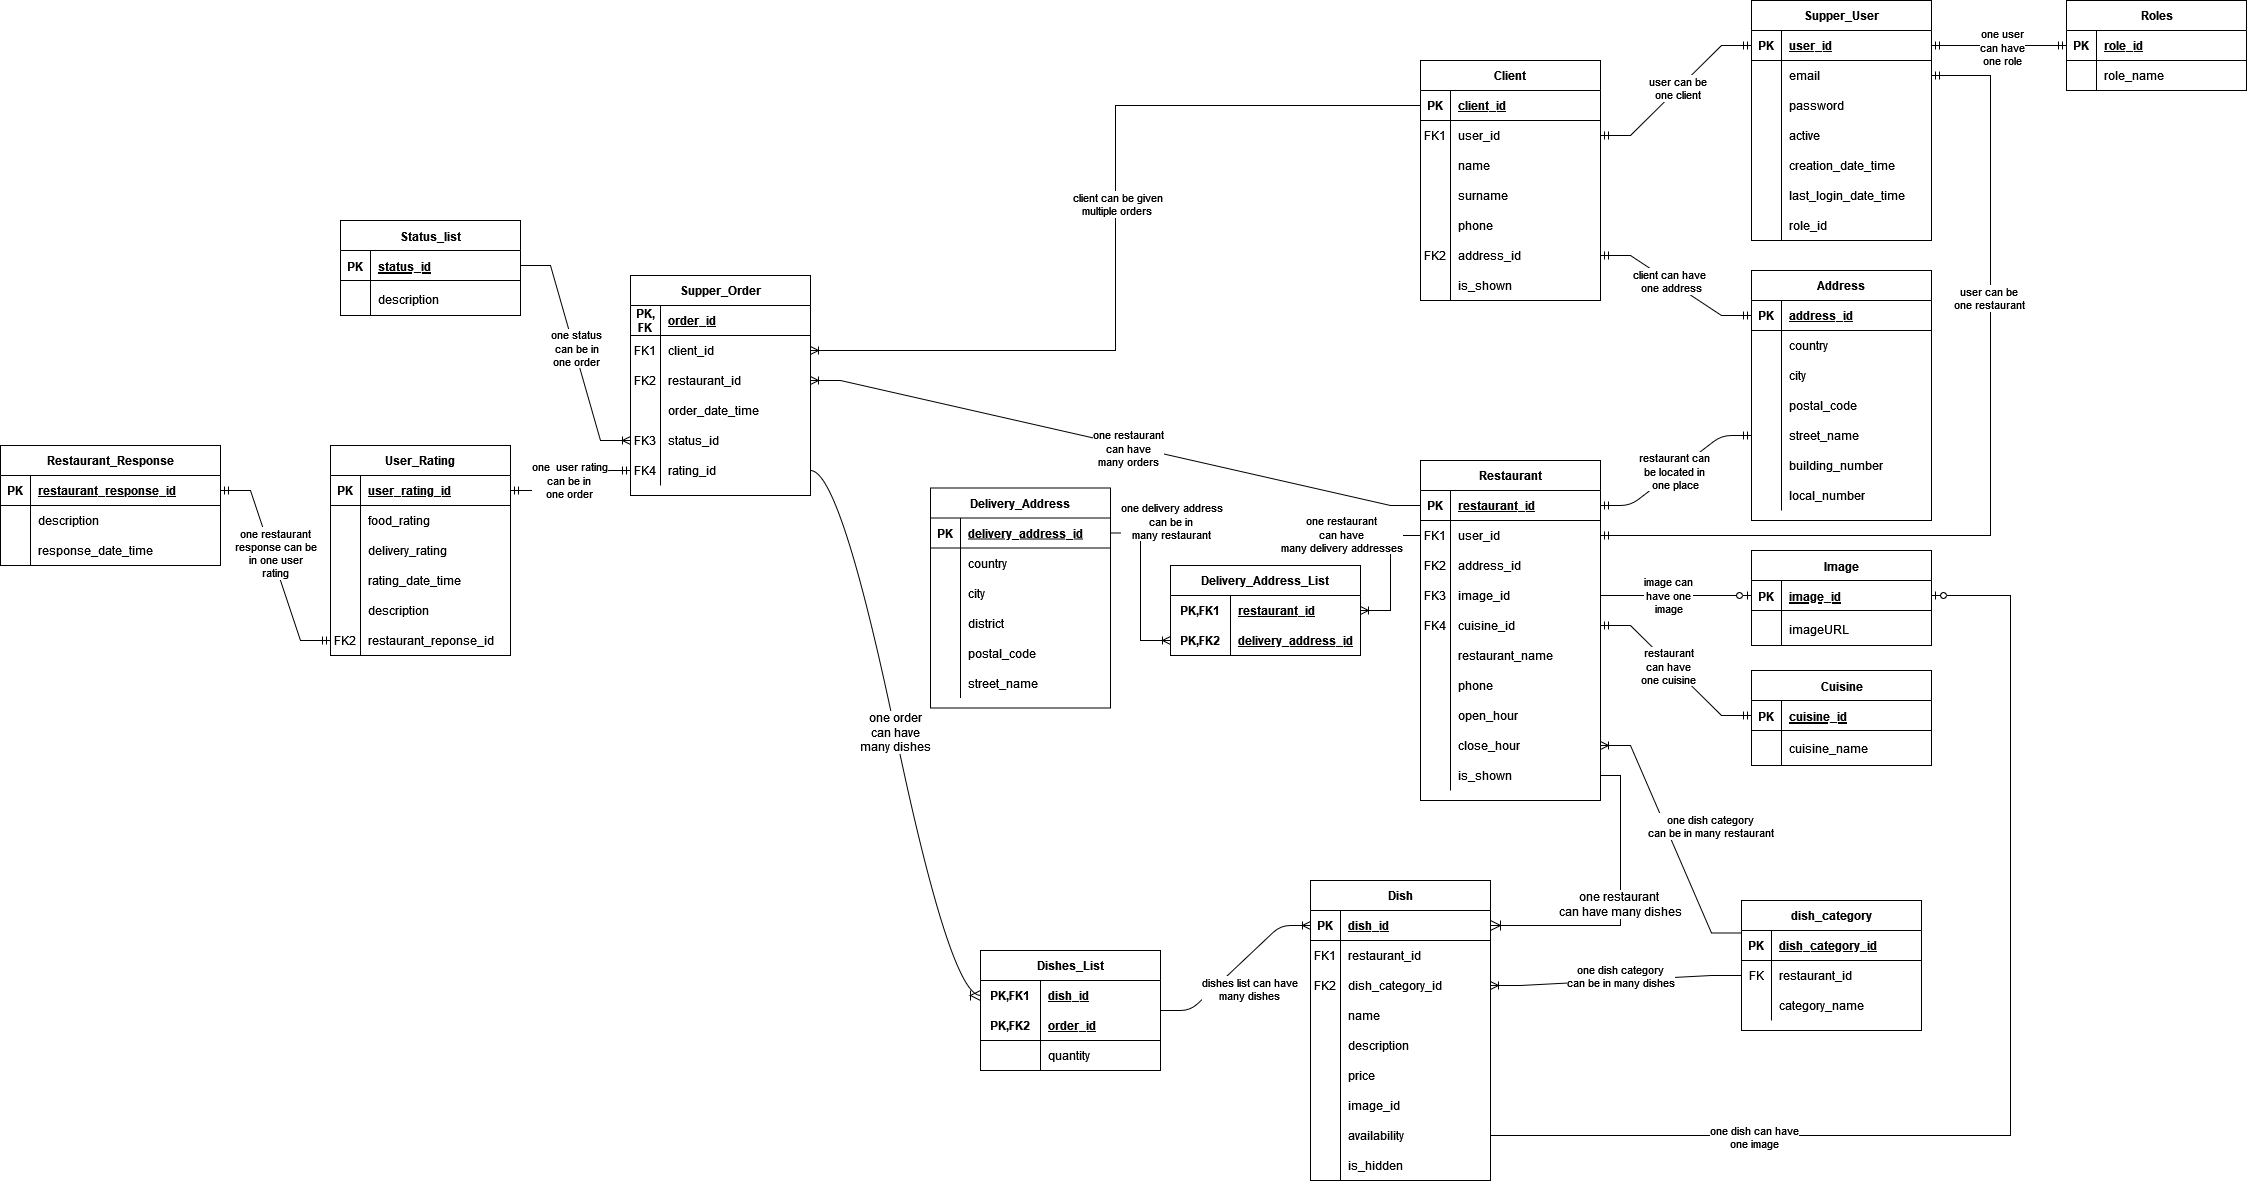 Supper_User
PK user_id
email
password
active
creation_date_time
last_login_date_time
role_id
one user
can have
one role
Roles
PK role_id
role_name
Client
PK client_id
FK1 user_id
name
surname
phone
FK2 address_id
is_shown
user can be
one client
client can have
one address
client can be given
multiple orders
user can be
one restaurant
Address
PK address_id
country
city
postal_code
street_name
building_number
local_number
Status_list
PK status_id
description
one status
can be in
one order
Supper_Order
PK,
FK
order_id
FK1 client_id
FK2 restaurant_id
order_date_time
FK3 status_id
FK4 rating_id
Restaurant_Response
PK restaurant_response_id
description
response_date_time
one restaurant
response can be
in one user
rating
User_Rating
PK user_rating_id
food_rating
delivery_rating
rating_date_time
description
FK2 restaurant_reponse_id
one  user rating
can be in
one order
one restaurant
can have
many orders
Delivery_Address
PK delivery_address_id
country
city
district
postal_code
street_name
one delivery address
can be in
many restaurant
one restaurant
can have
many delivery addresses
Delivery_Address_List
PK,FK1 restaurant_id
PK,FK2 delivery_address_id
Restaurant
PK restaurant_id
FK1 user_id
FK2 address_id
FK3 image_id
FK4 cuisine_id
restaurant_name
phone
open_hour
close_hour
is_shown
restaurant can
be located in
one place
image can
have one
image
Image
PK image_id
imageURL
restaurant
can have
one cuisine
Cuisine
PK cuisine_id
cuisine_name
one order
can have
many dishes
one dish category
can be in many restaurant
one restaurant
can have many dishes
Dish
PK dish_id
FK1 restaurant_id
FK2 dish_category_id
name
description
price
image_id
availability
is_hidden
one dish category
can be in many dishes
dish_category
PK dish_category_id
FK restaurant_id
category_name
Dishes_List
PK,FK1 dish_id
PK,FK2 order_id
quantity
dishes list can have
many dishes
one dish can have
one image